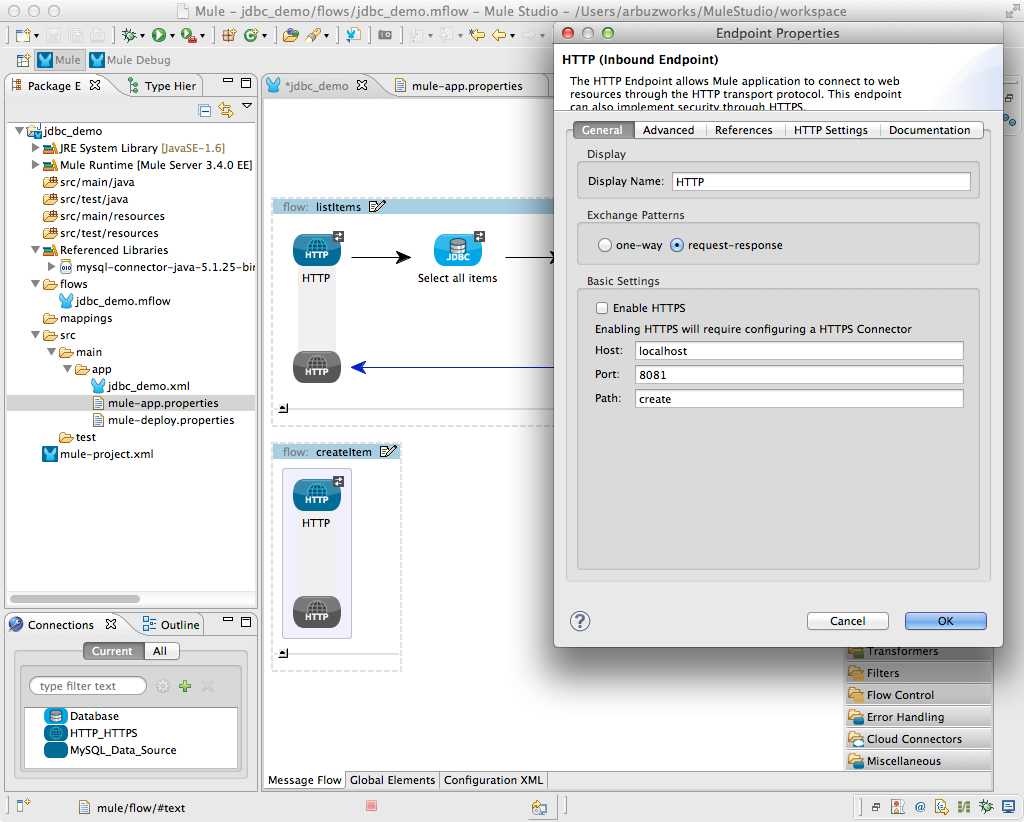 Mule – jdbc_demo/flows/jdbc_demo.mflow – Mule Studio – /Users/arbuzworks/MuleStudio/workspace
Mule
Mule Debug
Package E
Type Hier
jdbc_demo
JRE System Library [JavaSE-1.6]
Mule Runtime [Mule Server 3.4.0 EE]
src/main/java
src/test/java
src/main/resources
src/test/resources
Referenced Libraries
mysql-connector-java-5.1.25-bin
flows
jdbc_demo.mflow
mappings
src
main
app
jdbc_demo.xml
mule-app.properties
mule-deploy.properties
test
mule-project.xml
*jdbc_demo
mule-app.properties
flow: listItems
HTTP
HTTP
JDBC
Select all items
HTTP
flow: createItem
HTTP
HTTP
HTTP
Endpoint Properties
HTTP (Inbound Endpoint)
The HTTP Endpoint allows Mule application to connect to web
resources through the HTTP transport protocol. This endpoint
can also implement security through HTTPS.
General
Advanced
References
HTTP Settings
Documentation
Display
Display Name: HTTP
Exchange Patterns
one-way
request-response
Basic Settings
Enable HTTPS
Enabling HTTPS will require configuring a HTTPS Connector
Host: localhost
Port: 8081
Path: create
?
Cancel
OK
Connections
Outline
Current
All
type filter text
Database
HTTP_HTTPS
MySQL_Data_Source
Transformers
Filters
Flow Control
Error Handling
Cloud Connectors
Miscellaneous
Message Flow
Global Elements
Configuration XML
mule/flow/#text